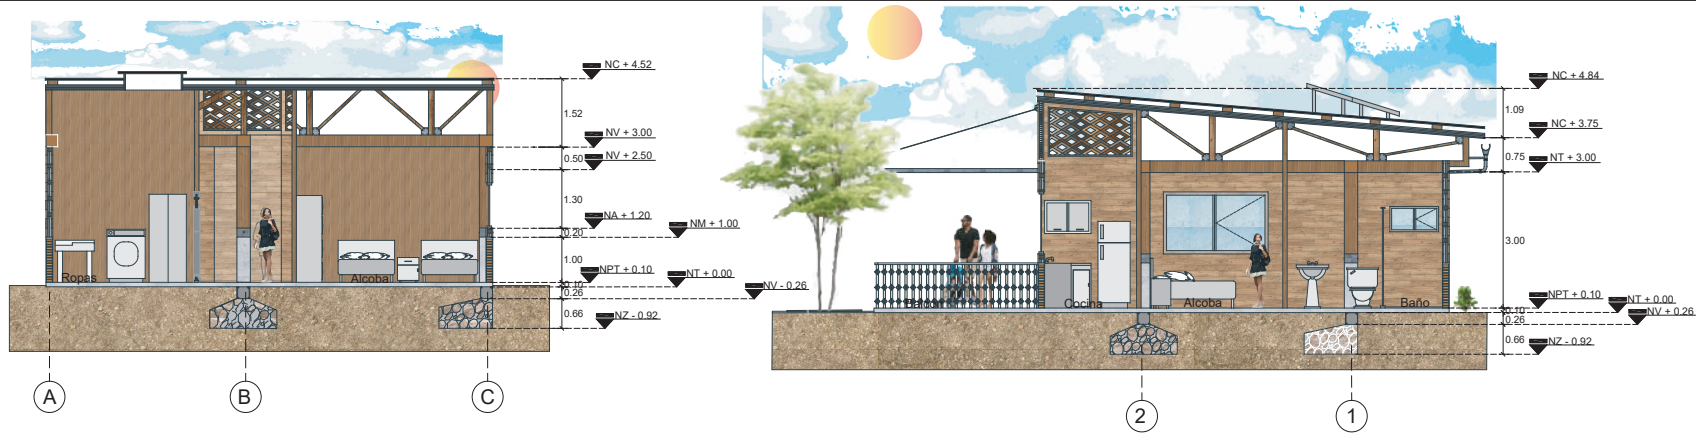 NC + 4.52
1.52
NV + 3.00
0.50
NV + 2.50
1.30
NA + 1.20
0.20
NM + 1.00
1.00
NPT + 0.10
NT + 0.00
0.10
0.26
NV - 0.26
0.66
NZ - 0.92
Ropas
Alcoba
A
B
C
NC + 4.84
1.09
NC + 3.75
0.75
NT + 3.00
3.00
NPT + 0.10
NT + 0.00
0.10
NV + 0.26
0.26
0.66
NZ - 0.92
Balcón
Cocina
Alcoba
Baño
2
1